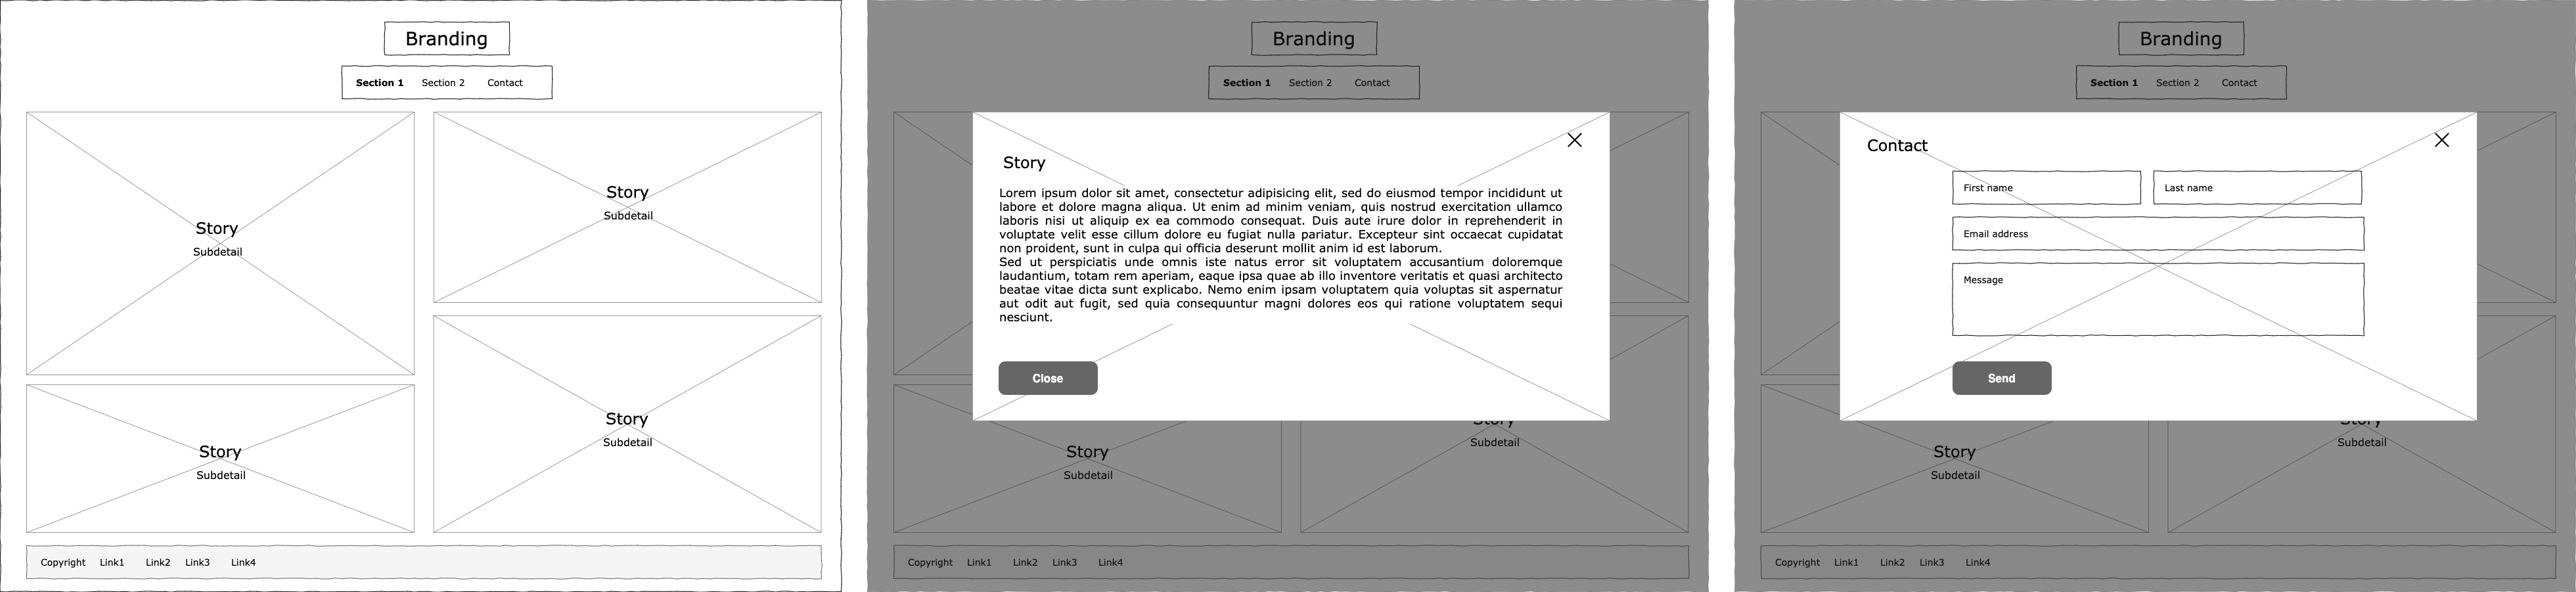 Branding
Section 1 Section 2 Contact
Story
Subdetail
Story
Subdetail
Story
Subdetail
Story
Subdetail
Copyright Link1 Link2 Link3 Link4
Branding
Section 1 Section 2 Contact
Story
Lorem ipsum dolor sit amet, consectetur adipisicing elit, sed do eiusmod tempor incididunt ut
labore et dolore magna aliqua. Ut enim ad minim veniam, quis nostrud exercitation ullamco
laboris nisi ut aliquip ex ea commodo consequat. Duis aute irure dolor in reprehenderit in
voluptate velit esse cillum dolore eu fugiat nulla pariatur. Excepteur sint occaecat cupidatat
non proident, sunt in culpa qui officia deserunt mollit anim id est laborum.
Sed ut perspiciatis unde omnis iste natus error sit voluptatem accusantium doloremque
laudantium, totam rem aperiam, eaque ipsa quae ab illo inventore veritatis et quasi architecto
beatae vitae dicta sunt explicabo. Nemo enim ipsam voluptatem quia voluptas sit aspernatur
aut odit aut fugit, sed quia consequuntur magni dolores eos qui ratione voluptatem sequi
nesciunt.
Close
Story
Subdetail
Story
Subdetail
Copyright Link1 Link2 Link3 Link4
Branding
Section 1 Section 2 Contact
Contact
First name Last name
Email address
Message
Send
Story
Subdetail
Story
Subdetail
Copyright Link1 Link2 Link3 Link4